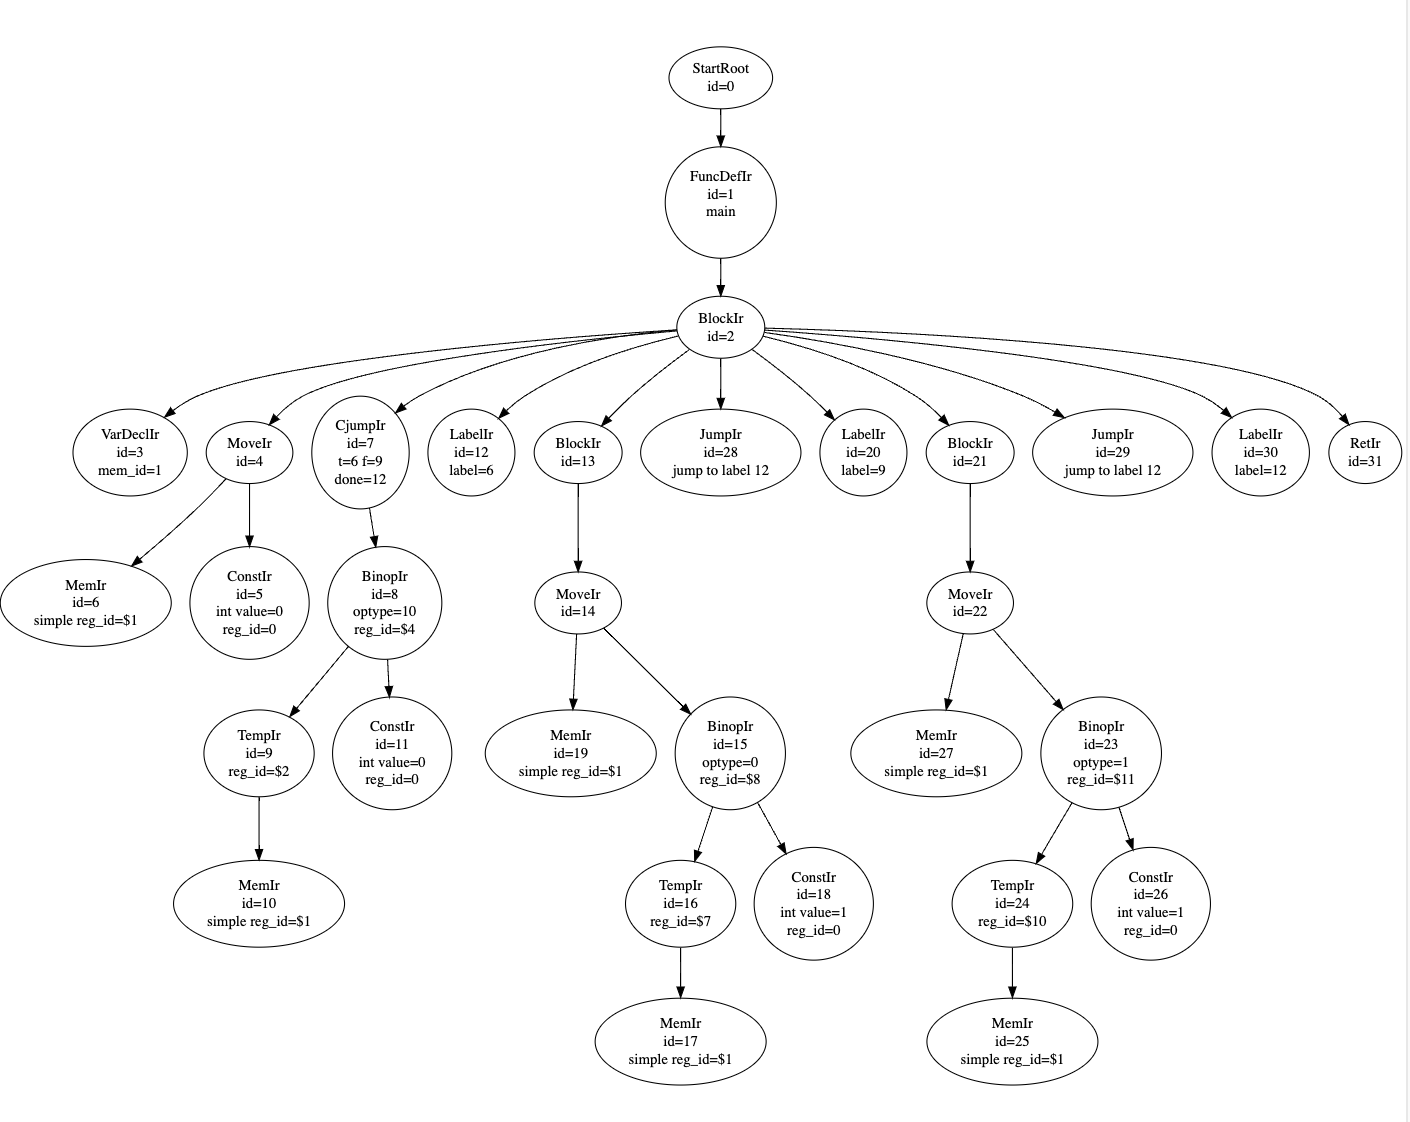 StartRoot
id=0
FuncDefIr
id=1
main
BlockIr
id=2
VarDeclIr
id=3
mem_id=1
MoveIr
id=4
CjumpIr
id=7
t=6 f=9
done=12
LabelIr
id=12
label=6
BlockIr
id=13
JumpIr
id=28
jump to label 12
LabelIr
id=20
label=9
BlockIr
id=21
JumpIr
id=29
jump to label 12
LabelIr
id=30
label=12
RetIr
id=31
MemIr
id=6
simple reg_id=$1
ConstIr
id=5
int value=0
reg_id=0
BinopIr
id=8
optype=10
reg_id=$4
MoveIr
id=14
MoveIr
id=22
TempIr
id=9
reg_id=$2
ConstIr
id=11
int value=0
reg_id=0
MemIr
id=19
simple reg_id=$1
BinopIr
id=15
optype=0
reg_id=$8
MemIr
id=27
simple reg_id=$1
BinopIr
id=23
optype=1
reg_id=$11
MemIr
id=10
simple reg_id=$1
TempIr
id=16
reg_id=$7
ConstIr
id=18
int value=1
reg_id=0
TempIr
id=24
reg_id=$10
ConstIr
id=26
int value=1
reg_id=0
MemIr
id=17
simple reg_id=$1
MemIr
id=25
simple reg_id=$1